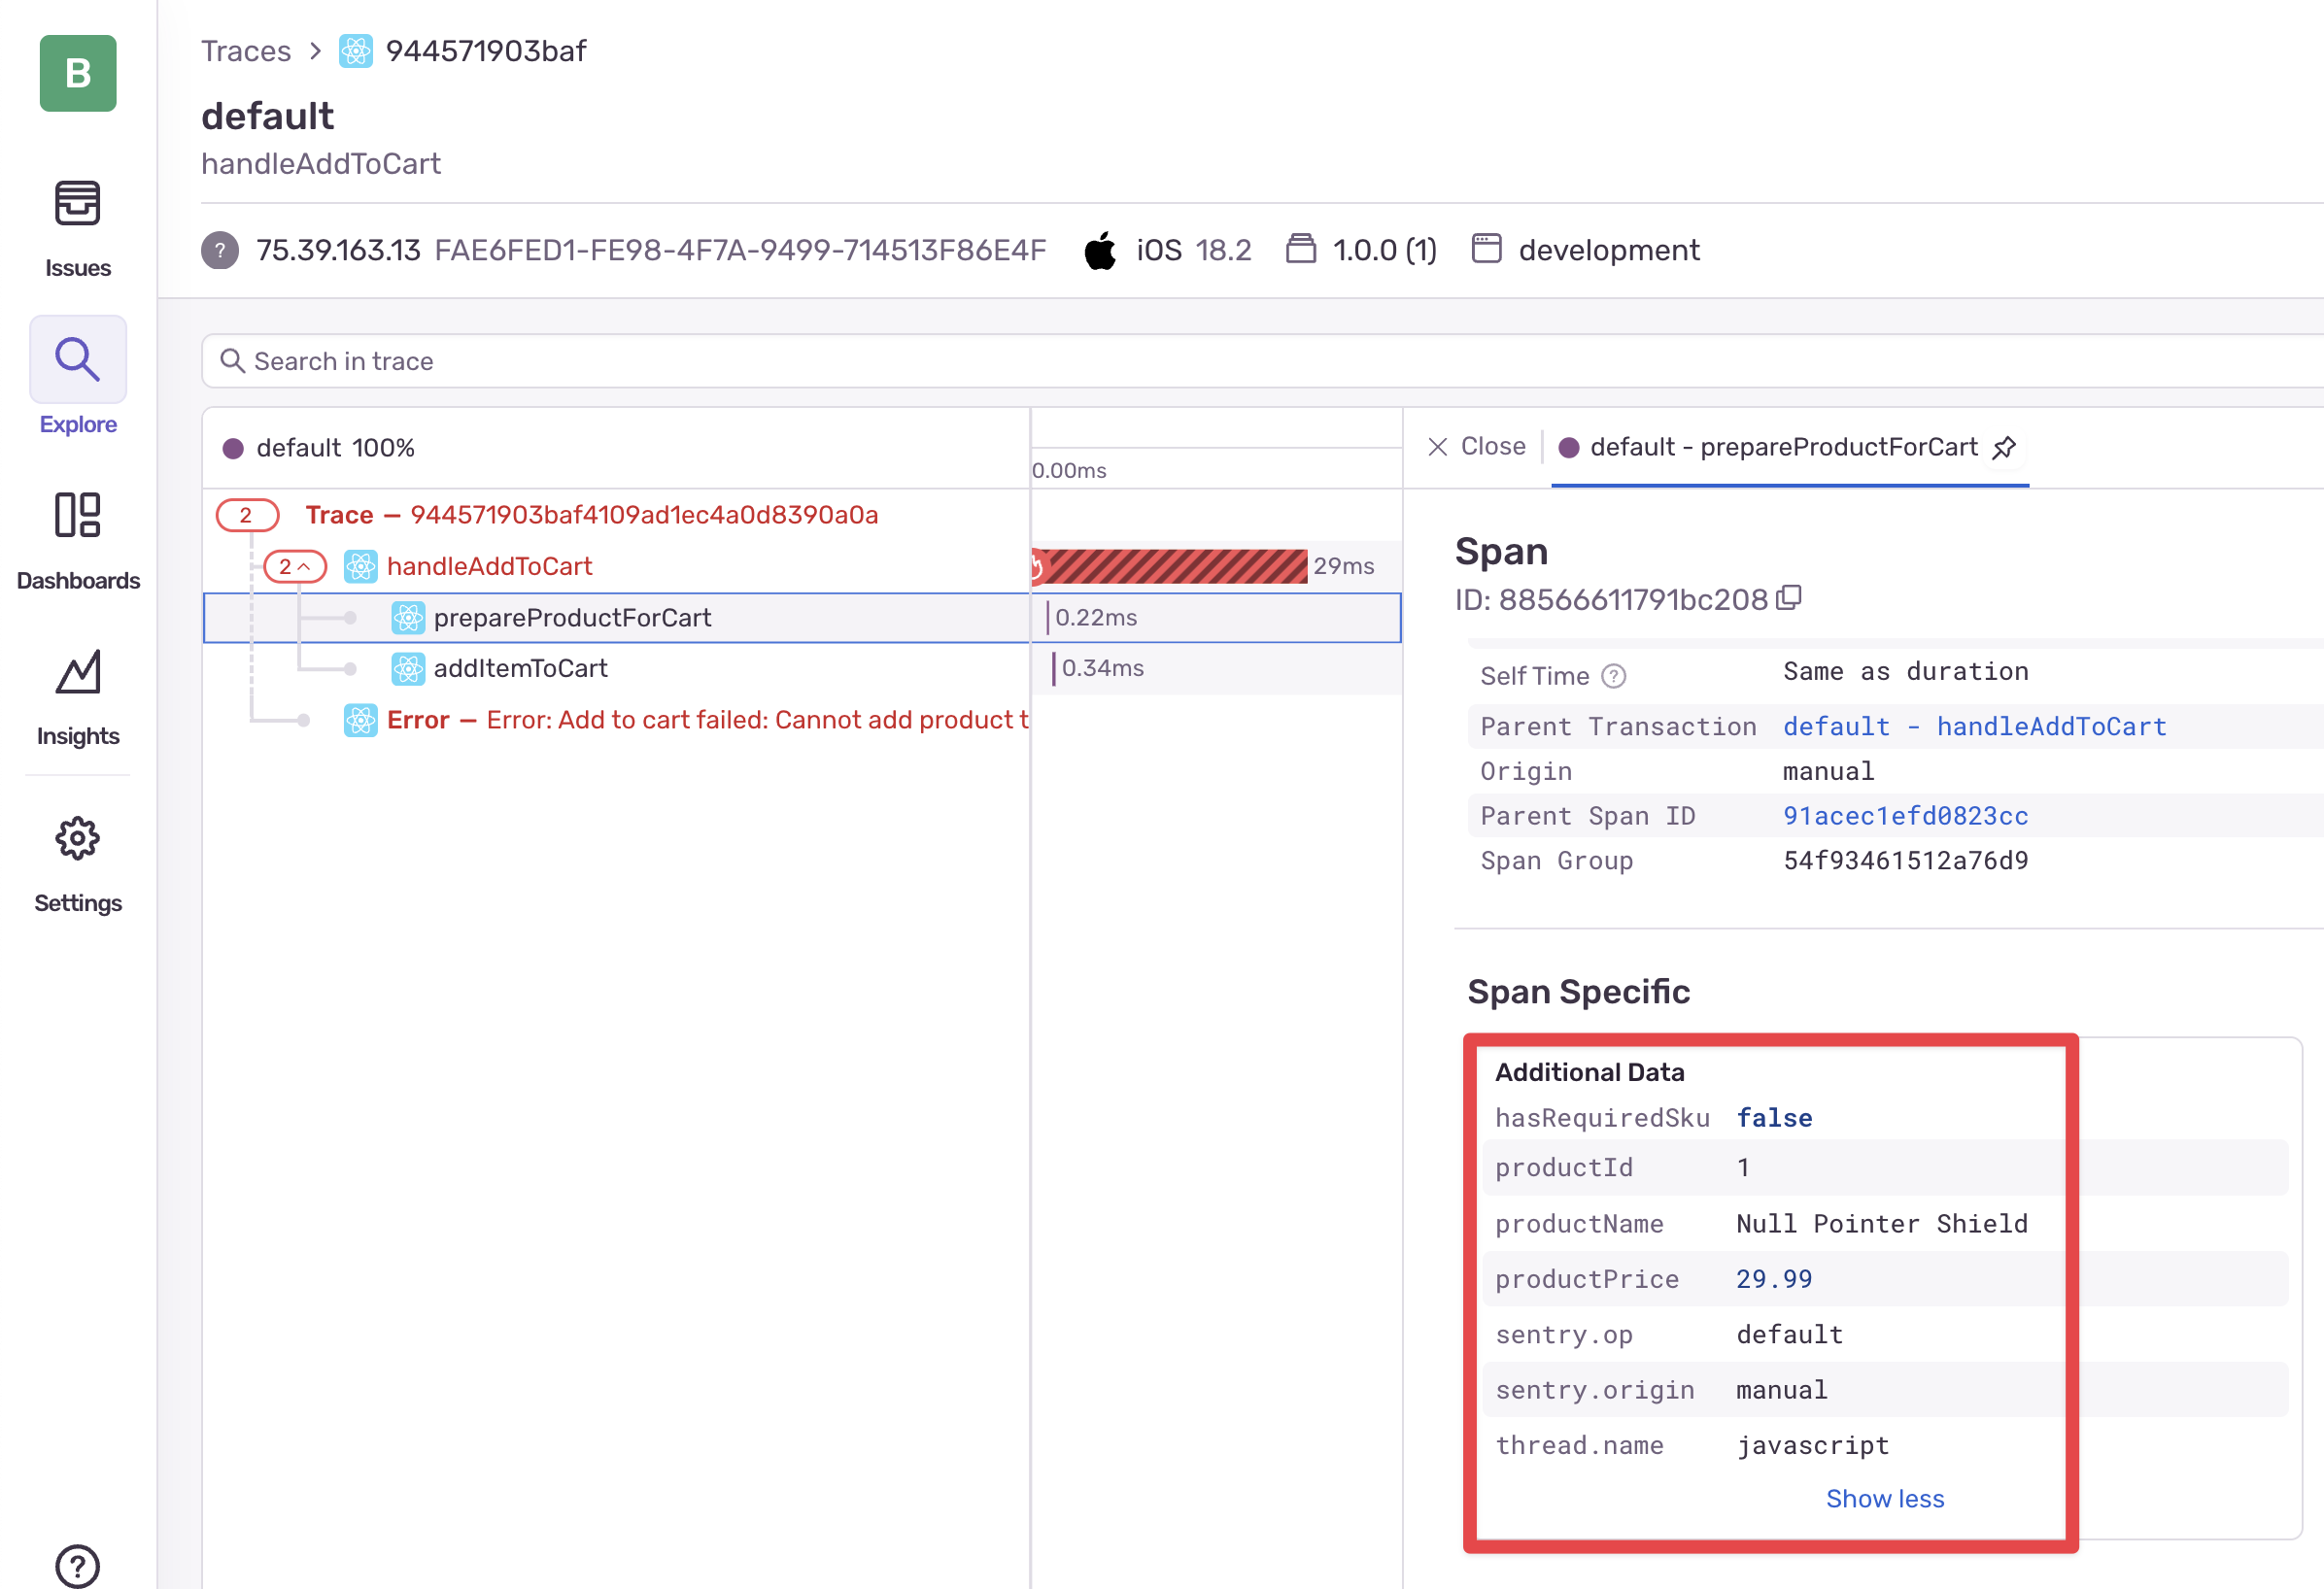 B
Issues
Explore
Dashboards
Insights
Settings
?
Traces > 944571903baf
default
handleAddToCart
? 75.39.163.13 FAE6FED1-FE98-4F7A-9499-714513F86E4F iOS 18.2 1.0.0 (1) development
Search in trace
default 100%
0.00ms
2 Trace — 944571903baf4109ad1ec4a0d8390a0a
2 handleAddToCart 29ms
prepareProductForCart 0.22ms
addItemToCart 0.34ms
Error — Error: Add to cart failed: Cannot add product t
Close default - prepareProductForCart
Span
ID: 88566611791bc208
Self Time ? Same as duration
Parent Transaction default - handleAddToCart
Origin manual
Parent Span ID 91acec1efd0823cc
Span Group 54f93461512a76d9
Span Specific
Additional Data
hasRequiredSku false
productId 1
productName Null Pointer Shield
productPrice 29.99
sentry.op default
sentry.origin manual
thread.name javascript
Show less